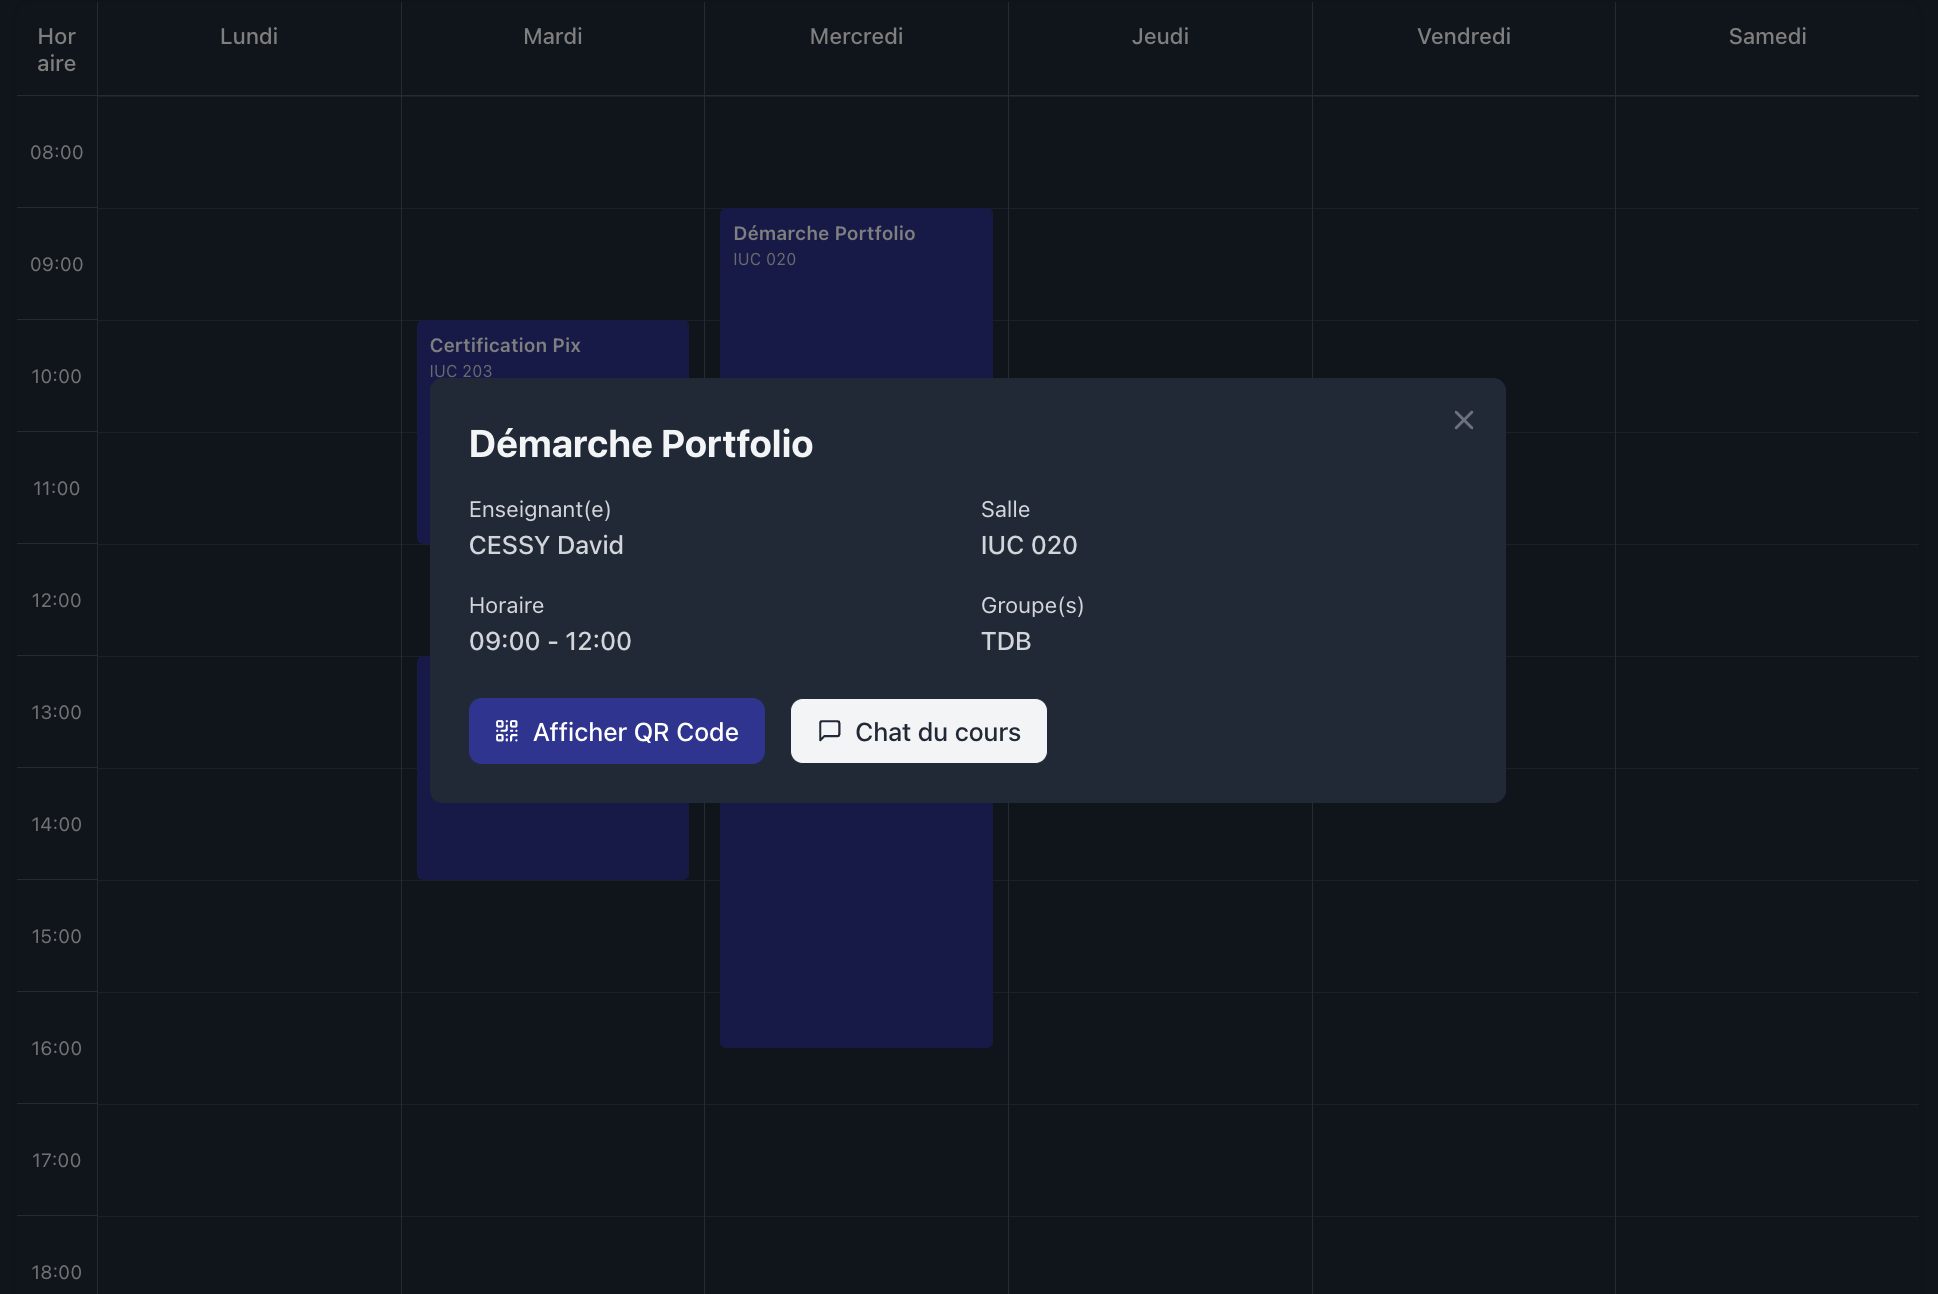 Hor
aire
Lundi
Mardi
Mercredi
Jeudi
Vendredi
Samedi
08:00
09:00
10:00
11:00
12:00
13:00
14:00
15:00
16:00
17:00
18:00
Démarche Portfolio
IUC 020
Certification Pix
IUC 203
Démarche Portfolio
Enseignant(e)
CESSY David
Salle
IUC 020
Horaire
09:00 - 12:00
Groupe(s)
TDB
Afficher QR Code
Chat du cours